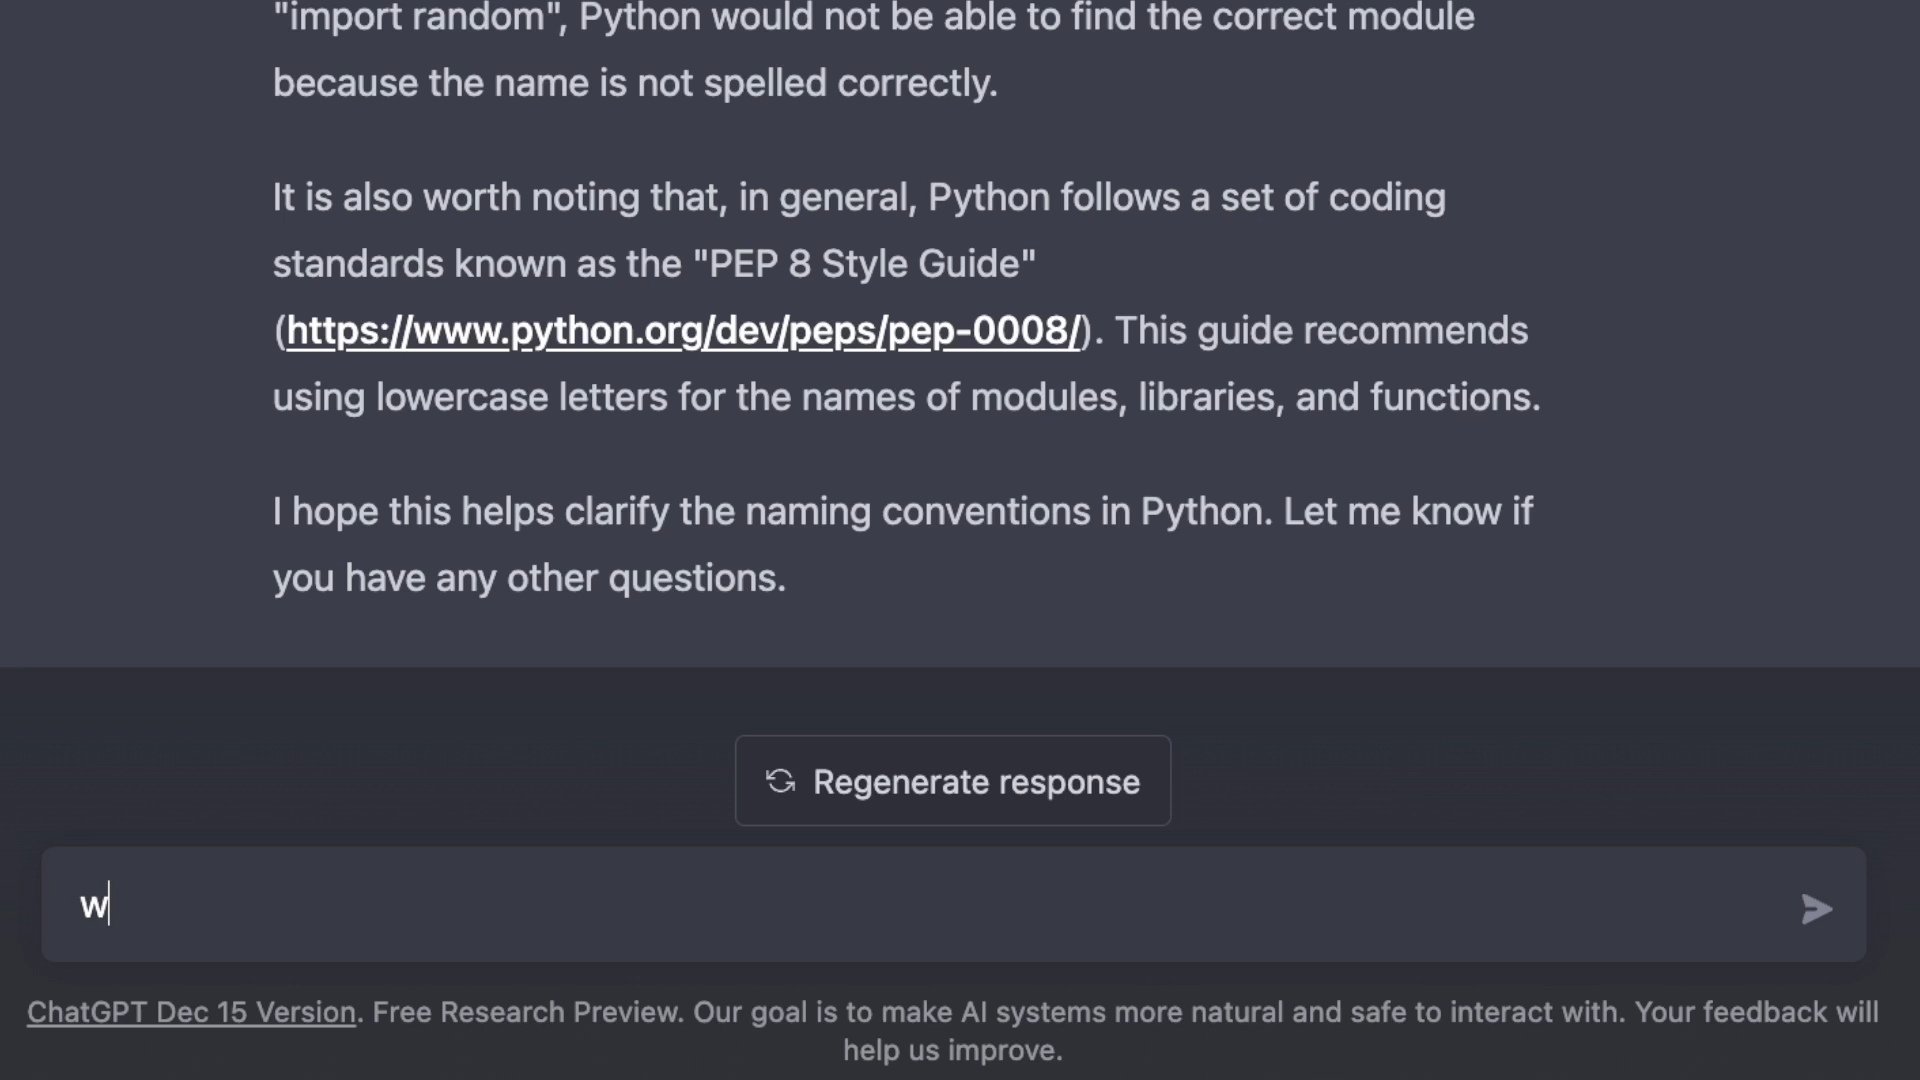 "import random", Python would not be able to find the correct module
because the name is not spelled correctly.
It is also worth noting that, in general, Python follows a set of coding
standards known as the "PEP 8 Style Guide"
(https://www.python.org/dev/peps/pep-0008/). This guide recommends
using lowercase letters for the names of modules, libraries, and functions.
I hope this helps clarify the naming conventions in Python. Let me know if
you have any other questions.
Regenerate response
w
ChatGPT Dec 15 Version. Free Research Preview. Our goal is to make AI systems more natural and safe to interact with. Your feedback will
help us improve.